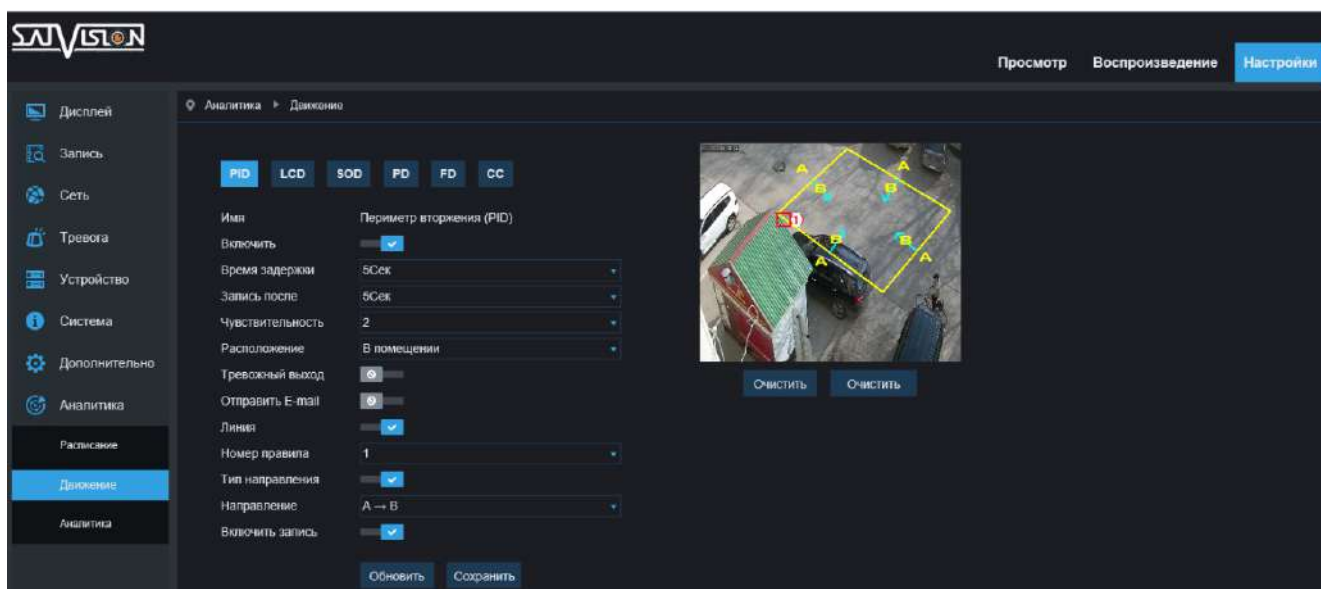 SATVISION
Просмотр Воспроизведение Настройки
Дисплей
Запись
Сеть
Тревога
Устройство
Система
Дополнительно
Аналитика
Расписание
Движение
Аналитика
Аналитика Движение
PID LCD SOD PD FD CC
Имя Периметр вторжения (PID)
Включить
Время задержки 5Сек
Запись после 5Сек
Чувствительность 2
Расположение В помещении
Тревожный выход
Отправить E-mail
Линия
Номер правила 1
Тип направления
Направление A → B
Включить запись
Обновить Сохранить
A A
B B
1
B B
A A
Очистить Очистить